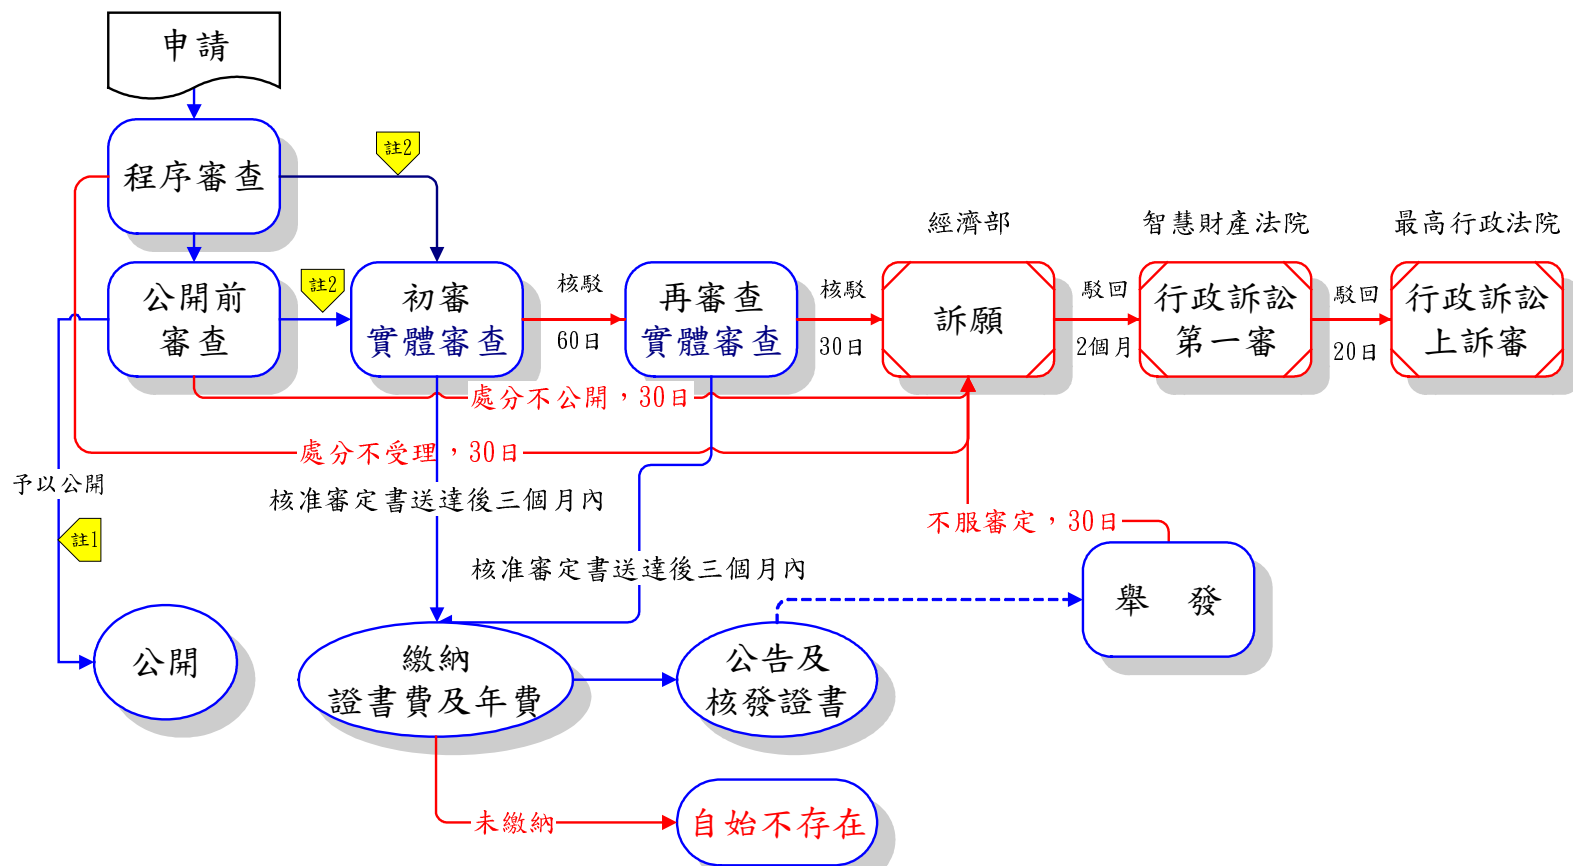 申請
註2
程序審查
經濟部
智慧財產法院
最高行政法院
公開前
審查
註2
初審
實體審查
核駁
60日
再審查
實體審查
核駁
30日
訴願
駁回
2個月
行政訴訟
第一審
駁回
20日
行政訴訟
上訴審
處分不公開，30日
處分不受理，30日
予以公開
核准審定書送達後三個月內
不服審定，30日
註1
核准審定書送達後三個月內
舉 發
公開
繳納
證書費及年費
公告及
核發證書
未繳納
自始不存在